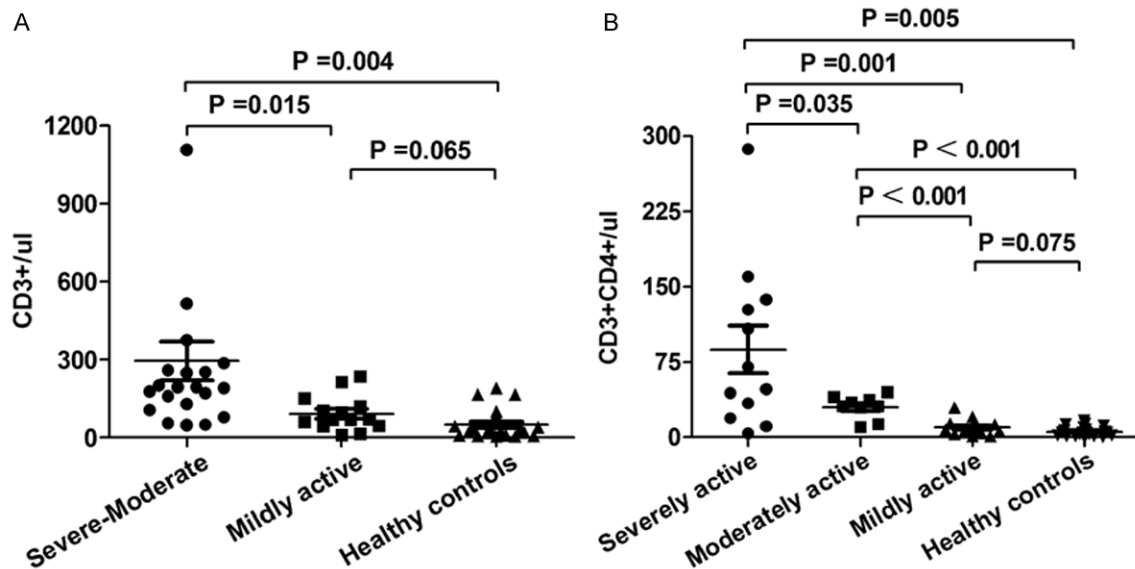 A
P =0.004
P =0.015
P =0.065
1200
900
600
300
0
CD3+/ul
Severe-Moderate
Mildly active
Healthy controls
B
P =0.005
P =0.001
P =0.035
P < 0.001
P < 0.001
P =0.075
300
225
150
75
0
CD3+CD4+/ul
Severely active
Moderately active
Mildly active
Healthy controls